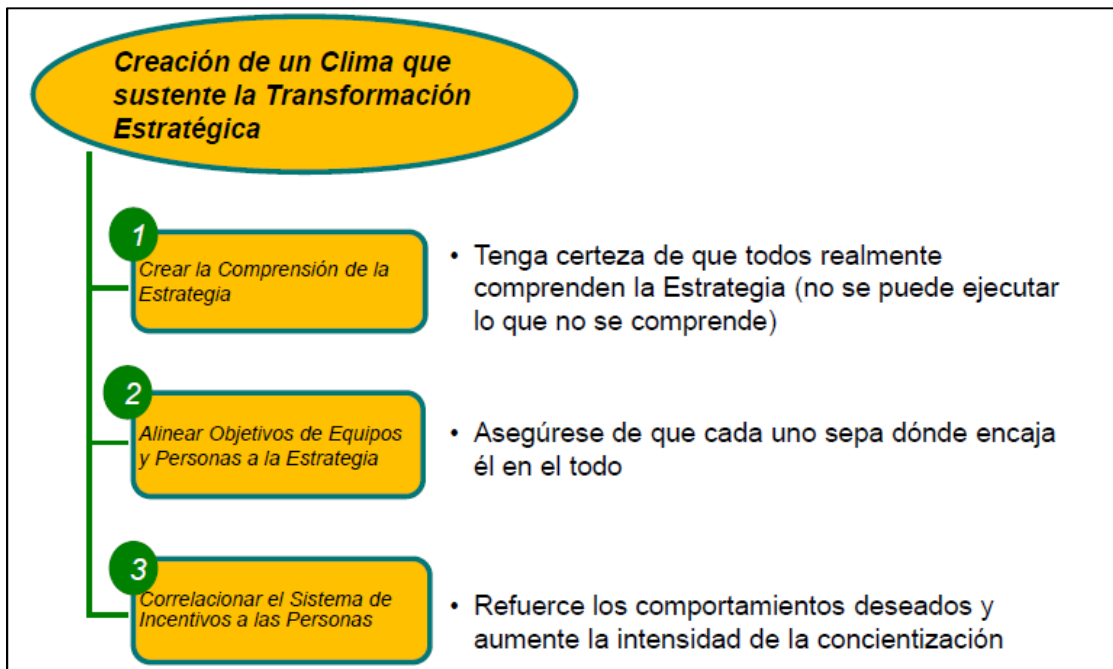 Creación de un Clima que
sustente la Transformación
Estratégica
1
Crear la Comprensión de la
Estrategia
• Tenga certeza de que todos realmente
comprenden la Estrategia (no se puede ejecutar
lo que no se comprende)
2
Alinear Objetivos de Equipos
y Personas a la Estrategia
• Asegúrese de que cada uno sepa dónde encaja
él en el todo
3
Correlacionar el Sistema de
Incentivos a las Personas
• Refuerce los comportamientos deseados y
aumente la intensidad de la concientización